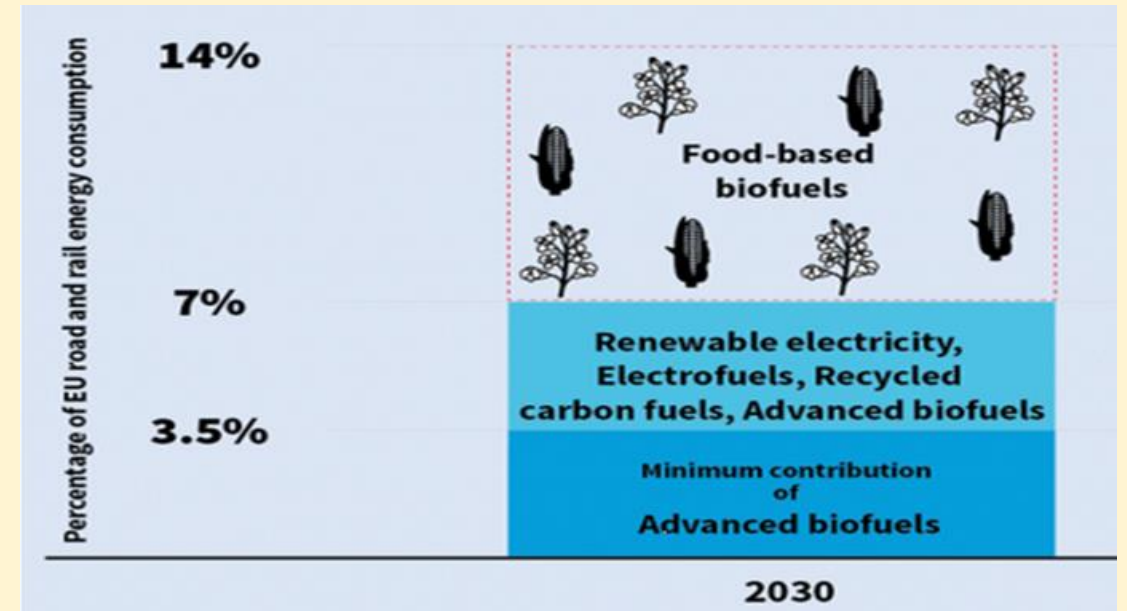 Percentage of EU road and rail energy consumption
14%
7%
3.5%
Food-based
biofuels
Renewable electricity,
Electrofuels, Recycled
carbon fuels, Advanced biofuels
Minimum contribution
of
Advanced biofuels
2030